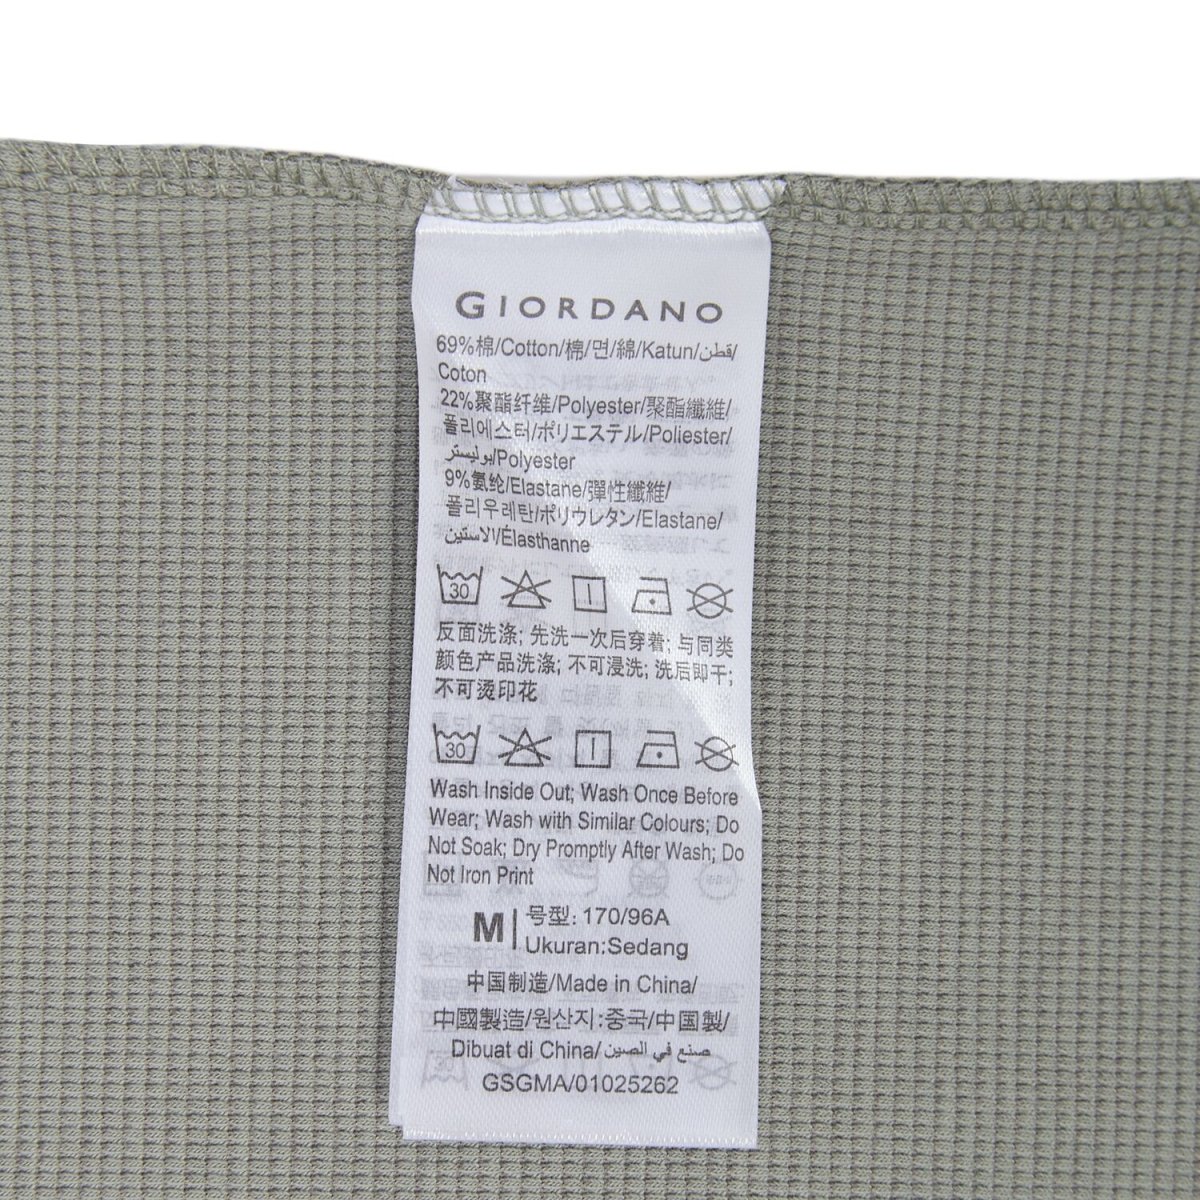 GIORDANO
69%棉/Cotton/棉/면/綿/Katun/قطن/
Coton
22%聚酯纤维/Polyester/聚酯纖維/
폴리에스터/ポリエステル/Poliester/
بوليستر/Polyester
9%氨纶/Elastane/彈性纖維/
폴리우레탄/ポリウレタン/Elastane/
الاستين/Élasthanne
30
反面洗涤; 先洗一次后穿着; 与同类
颜色产品洗涤; 不可浸洗; 洗后即干;
不可烫印花
30
Wash Inside Out; Wash Once Before
Wear; Wash with Similar Colours; Do
Not Soak; Dry Promptly After Wash; Do
Not Iron Print
M
号型: 170/96A
Ukuran:Sedang
中国制造/Made in China/
中國製造/원산지:중국/中国製/
Dibuat di China/صنع في الصين
GSGMA/01025262